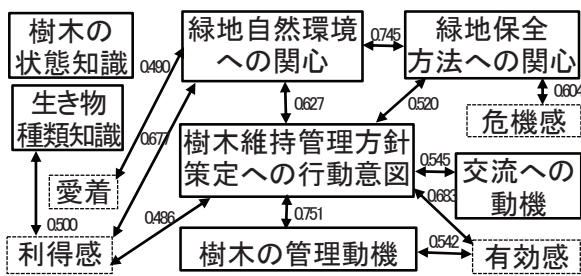 樹木の
状態知識
緑地自然環境
への関心
0.745
緑地保全
方法への関心
0.490
生き物
種類知識
0.677
0.627
0.520
0.604
危機感
樹木維持管理方針
策定への行動意図
愛着
0.545
交流への
動機
0.683
0.500
0.486
0.751
利得感
樹木の管理動機
0.542
有効感